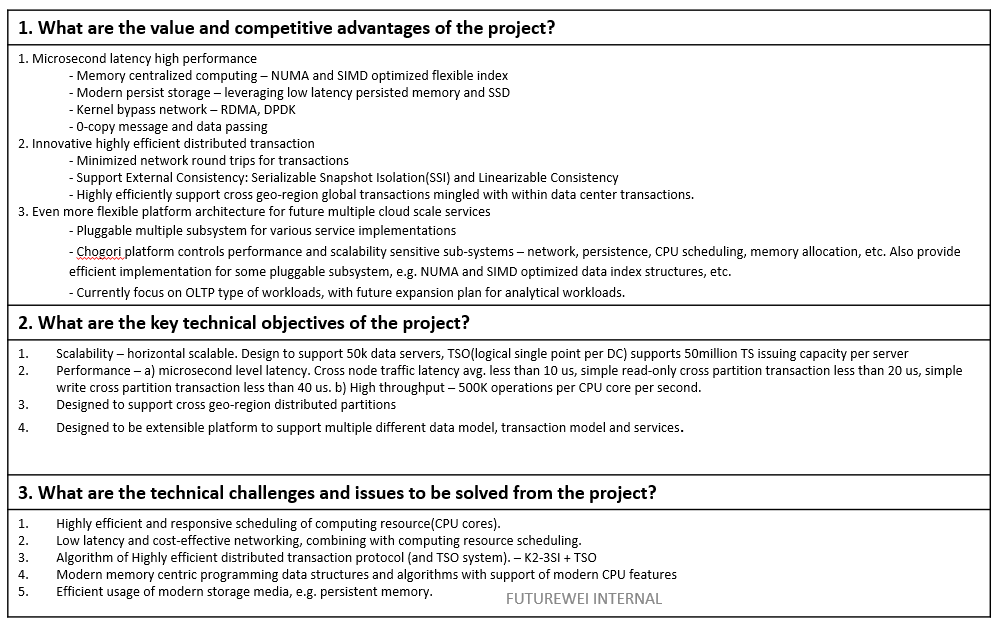 1. What are the value and competitive advantages of the project?
1. Microsecond latency high performance
- Memory centralized computing – NUMA and SIMD optimized flexible index
- Modern persist storage – leveraging low latency persisted memory and SSD
- Kernel bypass network – RDMA, DPDK
- 0-copy message and data passing
2. Innovative highly efficient distributed transaction
- Minimized network round trips for transactions
- Support External Consistency: Serializable Snapshot Isolation(SSI) and Linearizable Consistency
- Highly efficiently support cross geo-region global transactions mingled with within data center transactions.
3. Even more flexible platform architecture for future multiple cloud scale services
- Pluggable multiple subsystem for various service implementations
- Chogori platform controls performance and scalability sensitive sub-systems – network, persistence, CPU scheduling, memory allocation, etc. Also provide
efficient implementation for some pluggable subsystem, e.g. NUMA and SIMD optimized data index structures, etc.
- Currently focus on OLTP type of workloads, with future expansion plan for analytical workloads.
2. What are the key technical objectives of the project?
1. Scalability – horizontal scalable. Design to support 50k data servers, TSO(logical single point per DC) supports 50million TS issuing capacity per server
2. Performance – a) microsecond level latency. Cross node traffic latency avg. less than 10 us, simple read-only cross partition transaction less than 20 us, simple
write cross partition transaction less than 40 us. b) High throughput – 500K operations per CPU core per second.
3. Designed to support cross geo-region distributed partitions
4. Designed to be extensible platform to support multiple different data model, transaction model and services.
3. What are the technical challenges and issues to be solved from the project?
1. Highly efficient and responsive scheduling of computing resource(CPU cores).
2. Low latency and cost-effective networking, combining with computing resource scheduling.
3. Algorithm of Highly efficient distributed transaction protocol (and TSO system). – K2-3SI + TSO
4. Modern memory centric programming data structures and algorithms with support of modern CPU features
5. Efficient usage of modern storage media, e.g. persistent memory.
FUTUREWEI INTERNAL